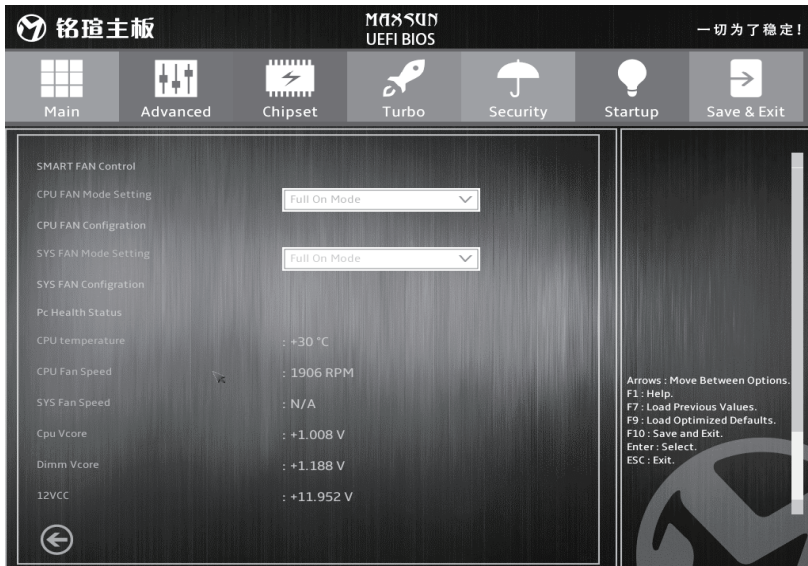 铭瑄主板
MAXSUN
UEFI BIOS
一切为了稳定!
Main Advanced Chipset Turbo Security Startup Save & Exit
SMART FAN Control
CPU FAN Mode Setting Full On Mode
CPU FAN Configration
SYS FAN Mode Setting Full On Mode
SYS FAN Configration
Pc Health Status
CPU temperature : +30 °C
CPU Fan Speed : 1906 RPM
SYS Fan Speed : N/A
Cpu Vcore : +1.008 V
Dimm Vcore : +1.188 V
12VCC : +11.952 V
Arrows : Move Between Options.
F1 : Help.
F7 : Load Previous Values.
F9 : Load Optimized Defaults.
F10 : Save and Exit.
Enter : Select.
ESC : Exit.